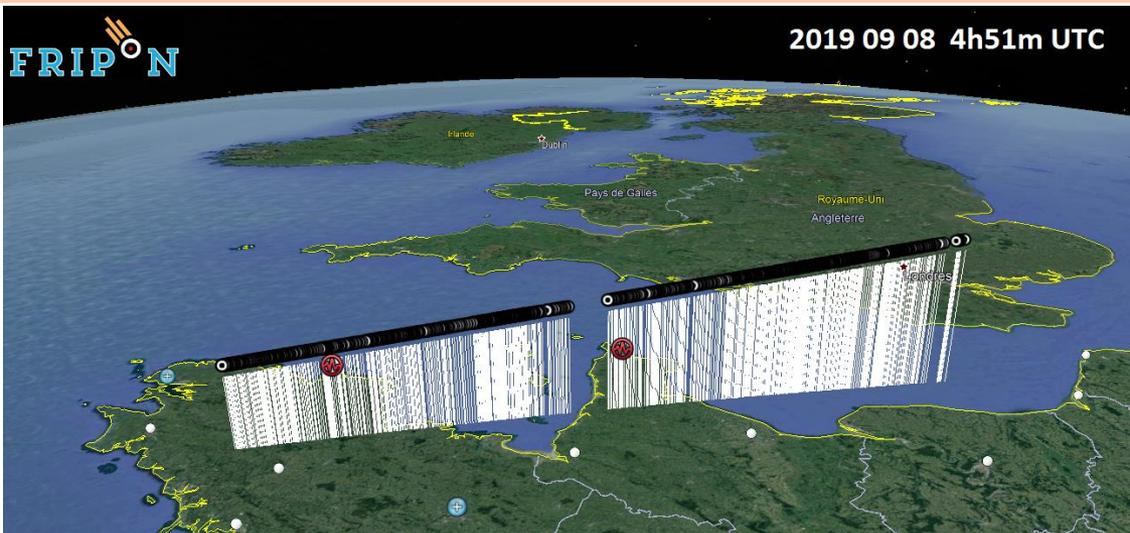 2019 09 08 4h51m UTC
FRIPON
Irlande
Dublin
Pays de Galles
Royaume-Uni
Angleterre
Londres